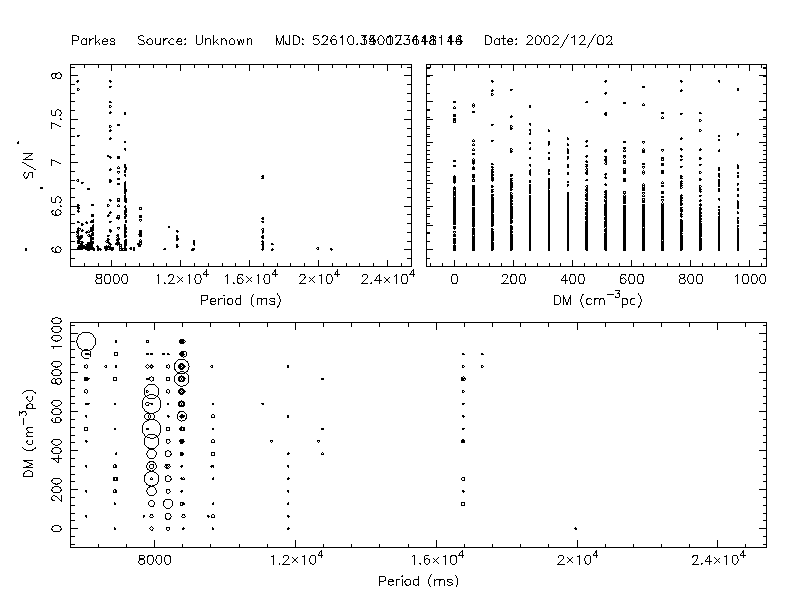 Parkes Source: Unknown MJD: Date: 2002/12/02
8
7.5
7
6.5
6
S/N
8000 1.2×10⁴ 1.6×10⁴ 2×10⁴ 2.4×10⁴
Period (ms)
0 200 400 600 800 1000
DM (cm⁻³pc)
1000
800
600
400
200
0
DM (cm⁻³pc)
8000 1.2×10⁴ 1.6×10⁴ 2×10⁴ 2.4×10⁴
Period (ms)